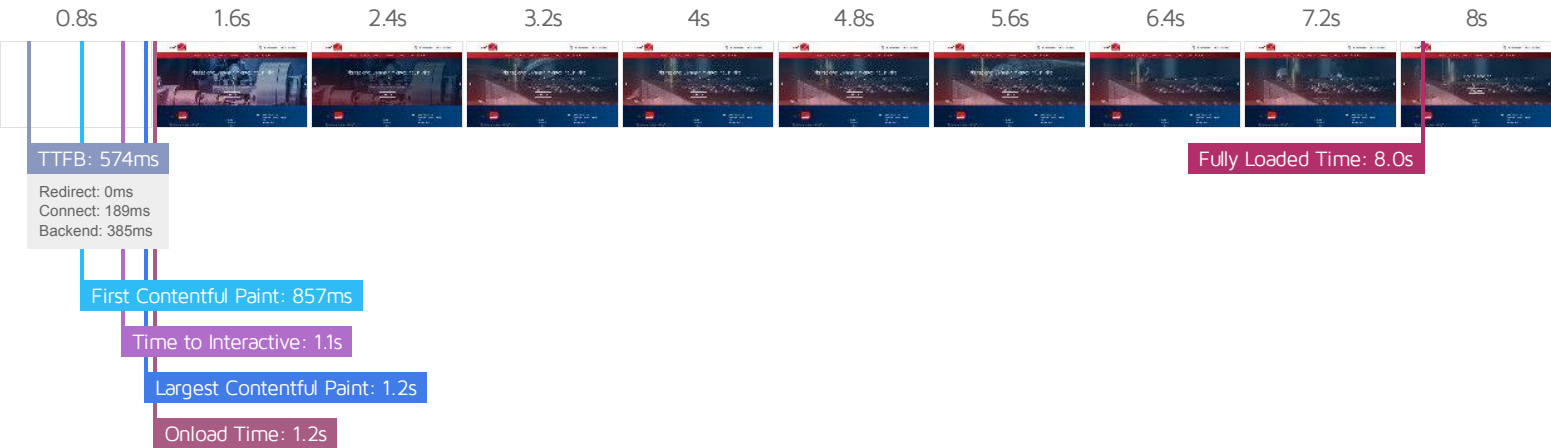 0.8s 1.6s 2.4s 3.2s 4s 4.8s 5.6s 6.4s 7.2s 8s
TTFB: 574ms
Fully Loaded Time: 8.0s
Redirect: 0ms
Connect: 189ms
Backend: 385ms
First Contentful Paint: 857ms
Time to Interactive: 1.1s
Largest Contentful Paint: 1.2s
Onload Time: 1.2s